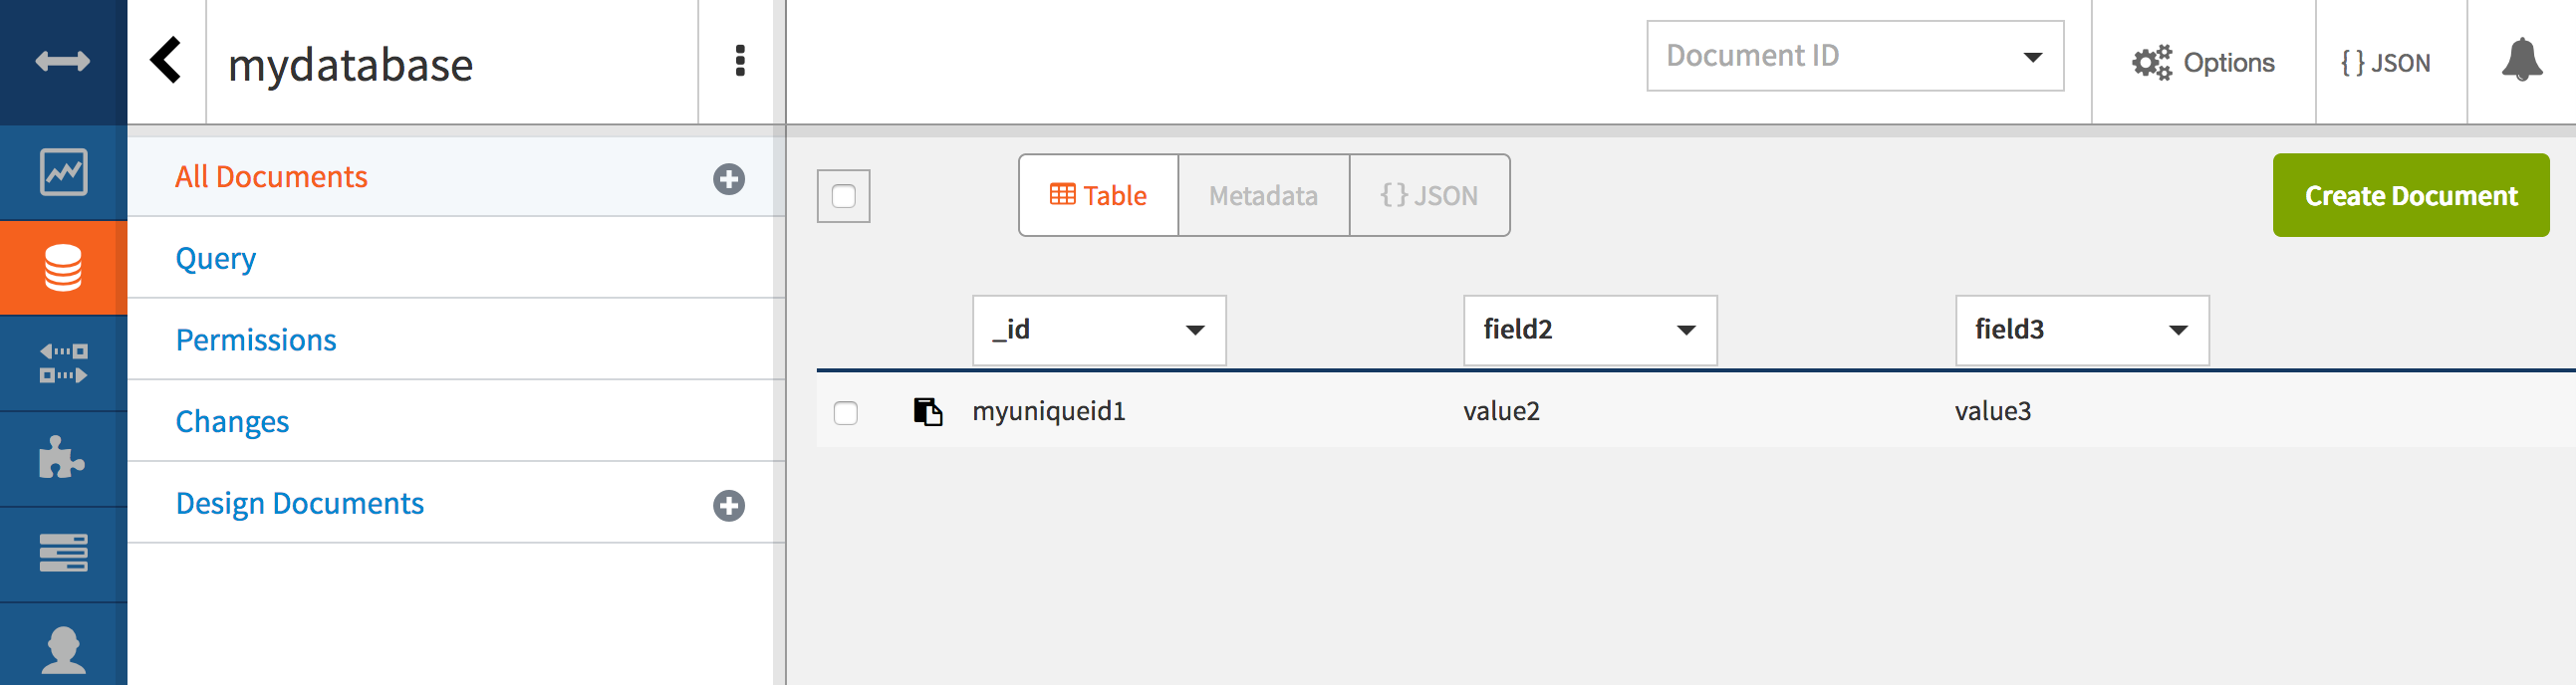 mydatabase
Document ID
Options
{ } JSON
All Documents
Query
Permissions
Changes
Design Documents
Table
Metadata
{ } JSON
Create Document
_id
field2
field3
myuniqueid1
value2
value3